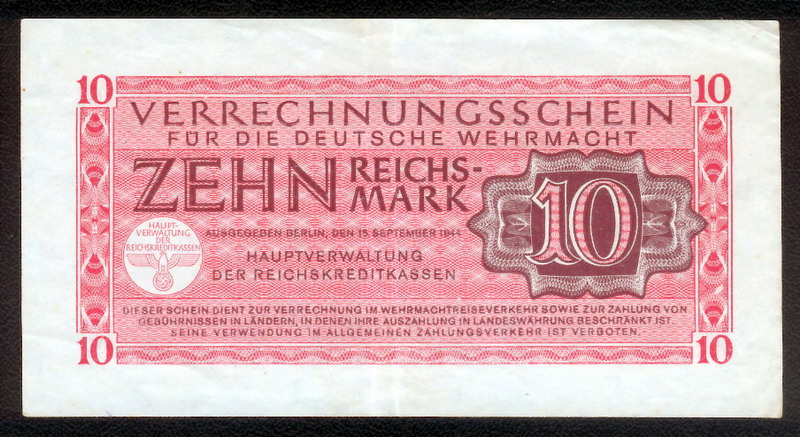 10 10
VERRECHNUNGSSCHEIN
FÜR DIE DEUTSCHE WEHRMACHT
ZEHN REICHS-
MARK
10
HAUPT-
VERWALTUNG
DER
REICHSKREDITKASSEN
AUSGEGEBEN BERLIN, DEN 15. SEPTEMBER 1944
HAUPTVERWALTUNG
DER REICHSKREDITKASSEN
DIESER SCHEIN DIENT ZUR VERRECHNUNG IM WEHRMACHTREISEVERKEHR SOWIE ZUR ZAHLUNG VON
GEBÜHRNISSEN IN LÄNDERN, IN DENEN IHRE AUSZAHLUNG IN LANDESWÄHRUNG BESCHRÄNKT IST.
SEINE VERWENDUNG IM ALLGEMEINEN ZAHLUNGSVERKEHR IST VERBOTEN.
10 10